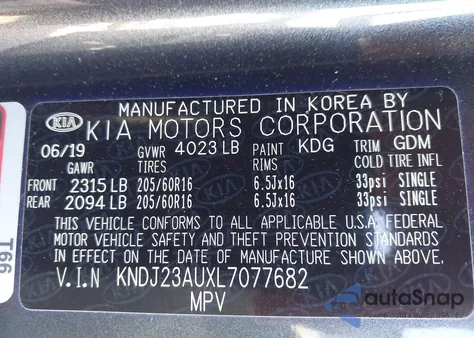 MANUFACTURED IN KOREA BY
KIA KIA MOTORS CORPORATION
06/19 GVWR 4023 LB PAINT KDG TRIM GDM
GAWR TIRES RIMS COLD TIRE INFL
FRONT 2315 LB 205/60R16 6.5Jx16 33psi SINGLE
REAR 2094 LB 205/60R16 6.5Jx16 33psi SINGLE
THIS VEHICLE CONFORMS TO ALL APPLICABLE U.S.A. FEDERAL
MOTOR VEHICLE SAFETY AND THEFT PREVENTION STANDARDS
IN EFFECT ON THE DATE OF MANUFACTURE SHOWN ABOVE.
V.I.N KNDJ23AUXL7077682
MPV
T66
autoSnap